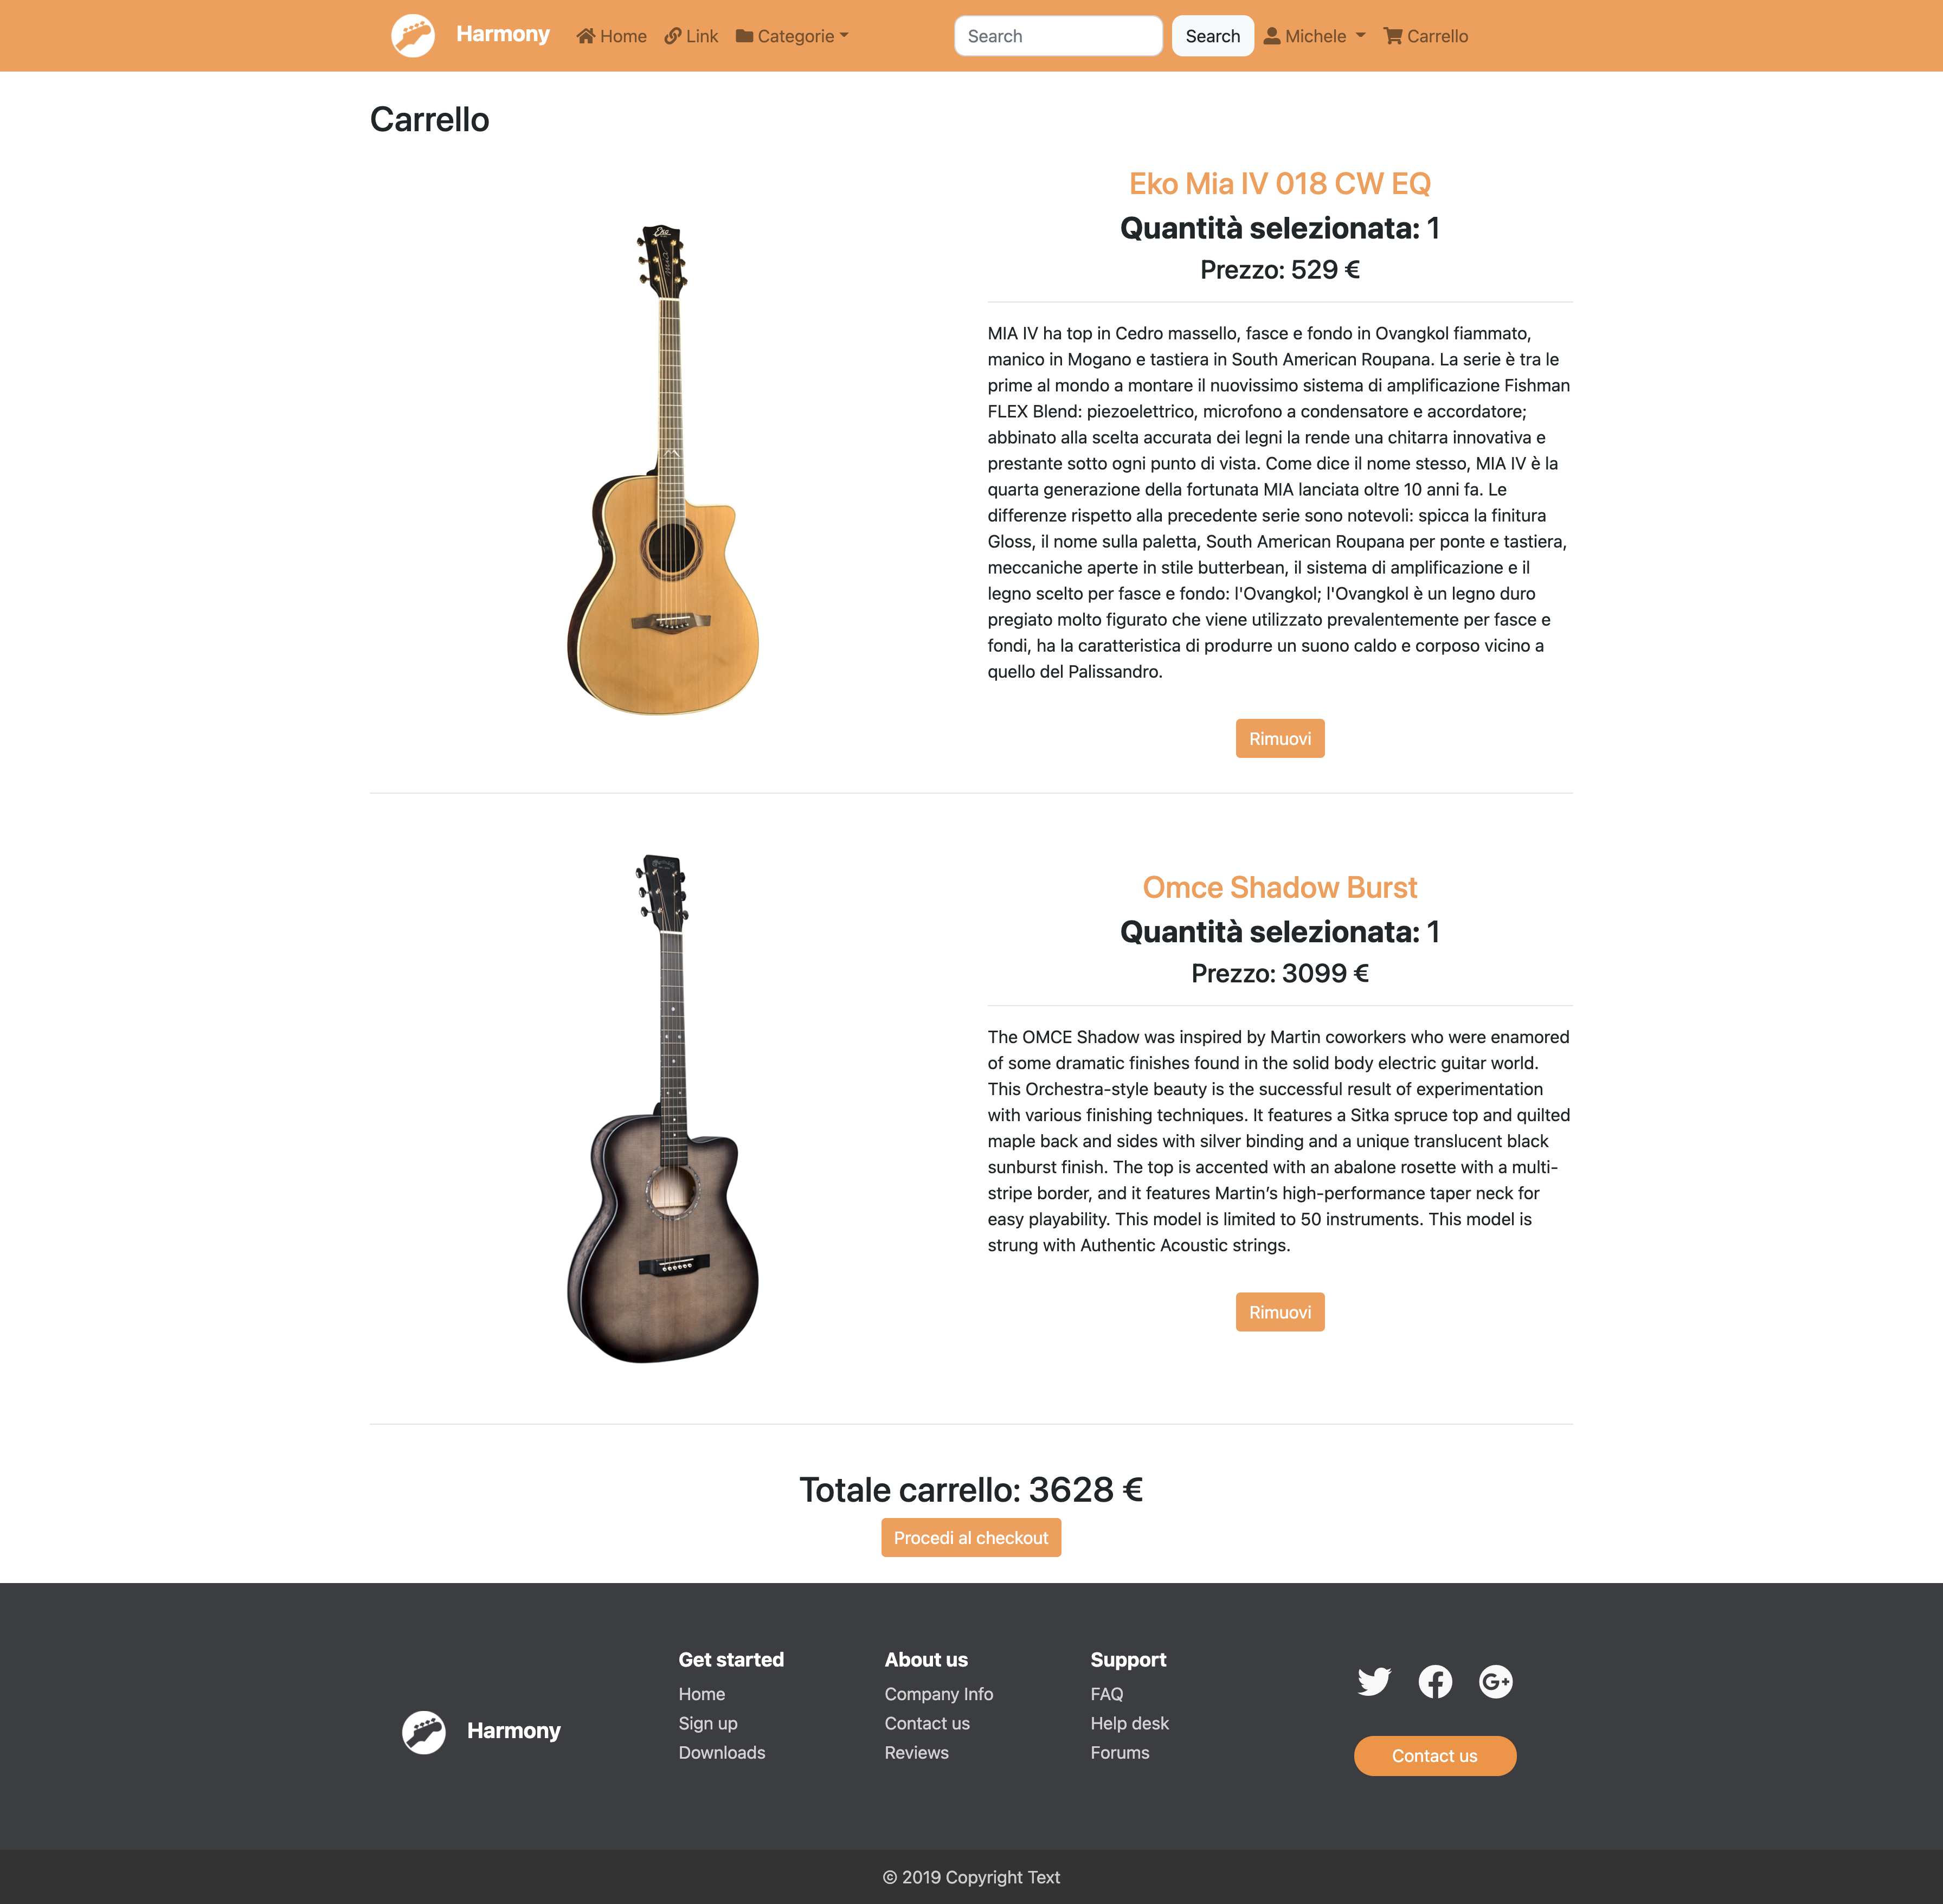 Harmony
Home
Link
Categorie
Search
Search
Michele
Carrello
Carrello
Eko Mia IV 018 CW EQ
Quantità selezionata: 1
Prezzo: 529 €
MIA IV ha top in Cedro massello, fasce e fondo in Ovangkol fiammato,
manico in Mogano e tastiera in South American Roupana. La serie è tra le
prime al mondo a montare il nuovissimo sistema di amplificazione Fishman
FLEX Blend: piezoelettrico, microfono a condensatore e accordatore;
abbinato alla scelta accurata dei legni la rende una chitarra innovativa e
prestante sotto ogni punto di vista. Come dice il nome stesso, MIA IV è la
quarta generazione della fortunata MIA lanciata oltre 10 anni fa. Le
differenze rispetto alla precedente serie sono notevoli: spicca la finitura
Gloss, il nome sulla paletta, South American Roupana per ponte e tastiera,
meccaniche aperte in stile butterbean, il sistema di amplificazione e il
legno scelto per fasce e fondo: l'Ovangkol; l'Ovangkol è un legno duro
pregiato molto figurato che viene utilizzato prevalentemente per fasce e
fondi, ha la caratteristica di produrre un suono caldo e corposo vicino a
quello del Palissandro.
Rimuovi
Omce Shadow Burst
Quantità selezionata: 1
Prezzo: 3099 €
The OMCE Shadow was inspired by Martin coworkers who were enamored
of some dramatic finishes found in the solid body electric guitar world.
This Orchestra-style beauty is the successful result of experimentation
with various finishing techniques. It features a Sitka spruce top and quilted
maple back and sides with silver binding and a unique translucent black
sunburst finish. The top is accented with an abalone rosette with a multi-
stripe border, and it features Martin’s high-performance taper neck for
easy playability. This model is limited to 50 instruments. This model is
strung with Authentic Acoustic strings.
Rimuovi
Totale carrello: 3628 €
Procedi al checkout
Harmony
Get started
Home
Sign up
Downloads
About us
Company Info
Contact us
Reviews
Support
FAQ
Help desk
Forums
Contact us
© 2019 Copyright Text